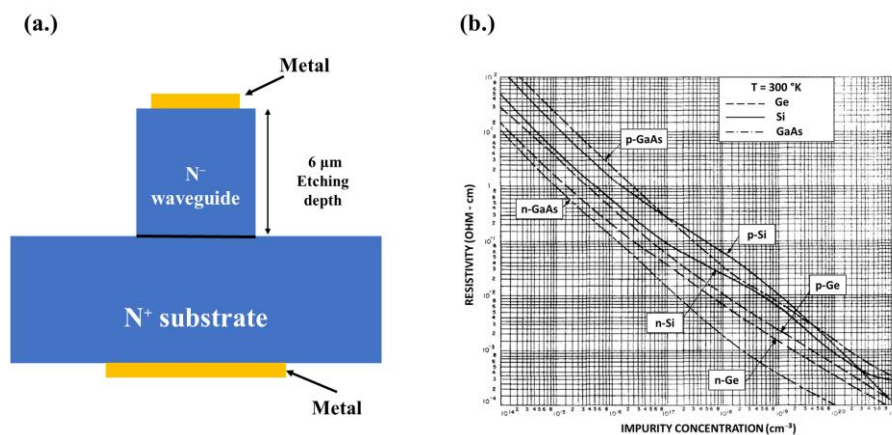 (a.)
Metal
N⁻
waveguide
6 µm
Etching
depth
N⁺ substrate
Metal
(b.)
RESISTIVITY (OHM - cm)
T = 300 °K
Ge
Si
GaAs
p-GaAs
n-GaAs
p-Si
p-Ge
n-Si
n-Ge
IMPURITY CONCENTRATION (cm⁻³)